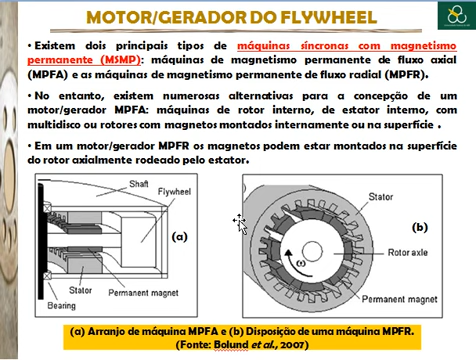 MOTOR/GERADOR DO FLYWHEEL
• Existem dois principais tipos de máquinas síncronas com magnetismo
permanente (MSMP): máquinas de magnetismo permanente de fluxo axial
(MPFA) e as máquinas de magnetismo permanente de fluxo radial (MPFR).
• No entanto, existem numerosas alternativas para a concepção de um
motor/gerador MPFA: máquinas de rotor interno, de estator interno, com
multidisco ou rotores com magnetos montados internamente ou na superfície .
• Em um motor/gerador MPFR os magnetos podem estar montados na superfície
do rotor axialmente rodeado pelo estator.
Shaft
Flywheel
(a)
Stator
Permanent magnet
Bearing
Stator
(b)
Rotor axle
ω
Permanent magnet
(a) Arranjo de máquina MPFA e (b) Disposição de uma máquina MPFR.
(Fonte: Bolund et al., 2007)